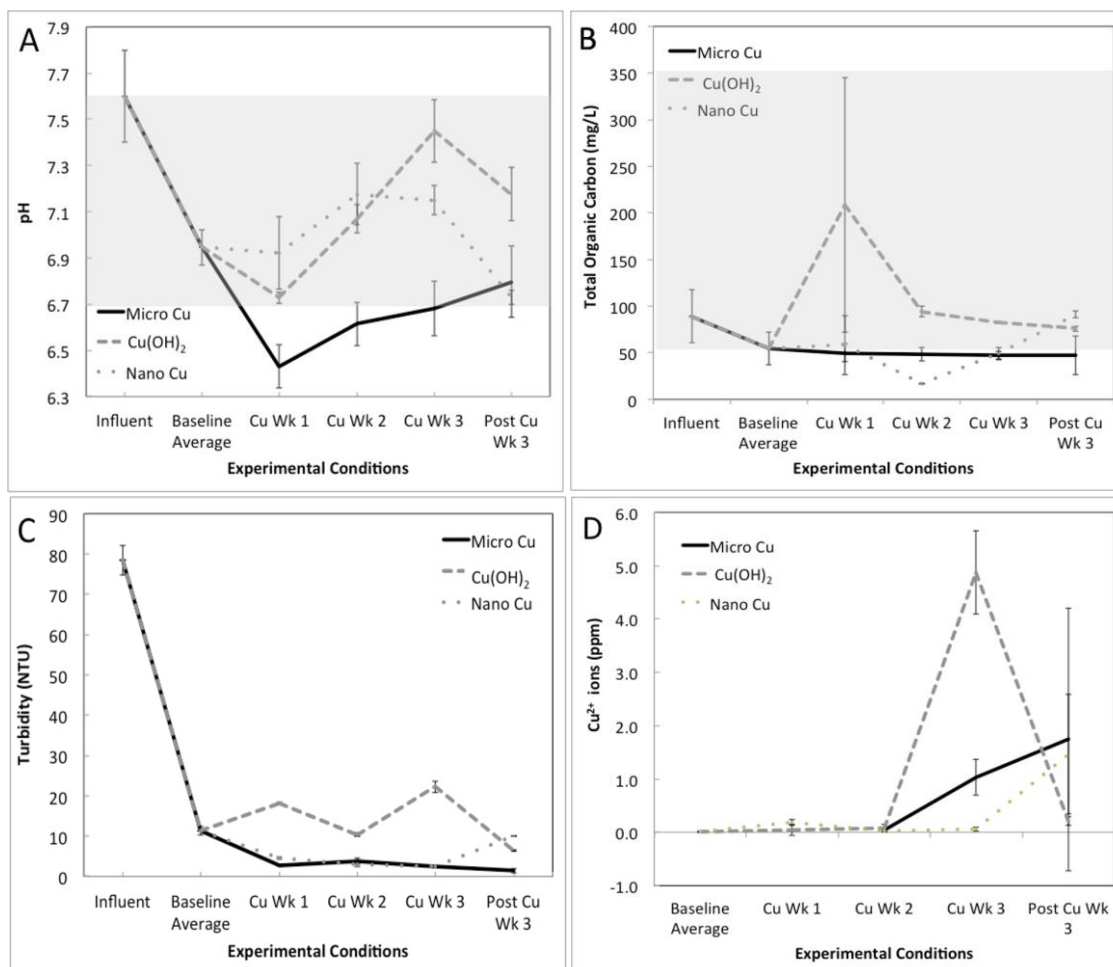 A
7.9
7.7
7.5
7.3
7.1
6.9
6.7
6.5
6.3
pH
Micro Cu
Cu(OH)₂
Nano Cu
Influent
Baseline Average
Cu Wk 1
Cu Wk 2
Cu Wk 3
Post Cu Wk 3
Experimental Conditions
B
400
350
300
250
200
150
100
50
0
Total Organic Carbon (mg/L)
Micro Cu
Cu(OH)₂
Nano Cu
Influent
Baseline Average
Cu Wk 1
Cu Wk 2
Cu Wk 3
Post Cu Wk 3
Experimental Conditions
C
90
80
70
60
50
40
30
20
10
0
Turbidity (NTU)
Micro Cu
Cu(OH)₂
Nano Cu
Influent
Baseline Average
Cu Wk 1
Cu Wk 2
Cu Wk 3
Post Cu Wk 3
Experimental Conditions
D
6.0
5.0
4.0
3.0
2.0
1.0
0.0
-1.0
Cu²⁺ ions (ppm)
Micro Cu
Cu(OH)₂
Nano Cu
Baseline Average
Cu Wk 1
Cu Wk 2
Cu Wk 3
Post Cu Wk 3
Experimental Conditions